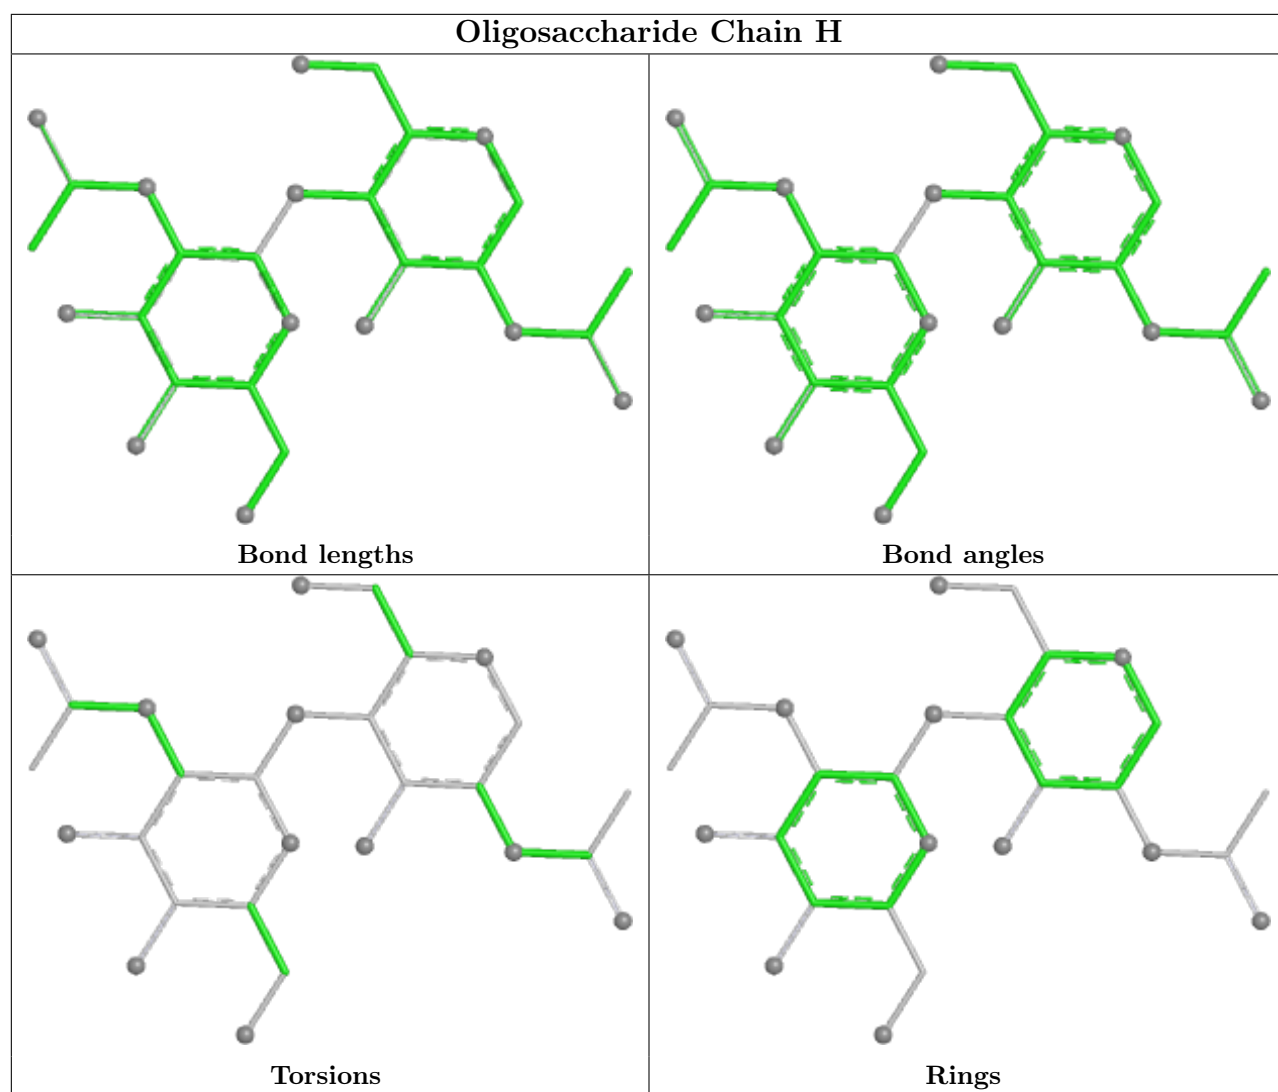 Oligosaccharide Chain H
Bond lengths
Bond angles
Torsions
Rings